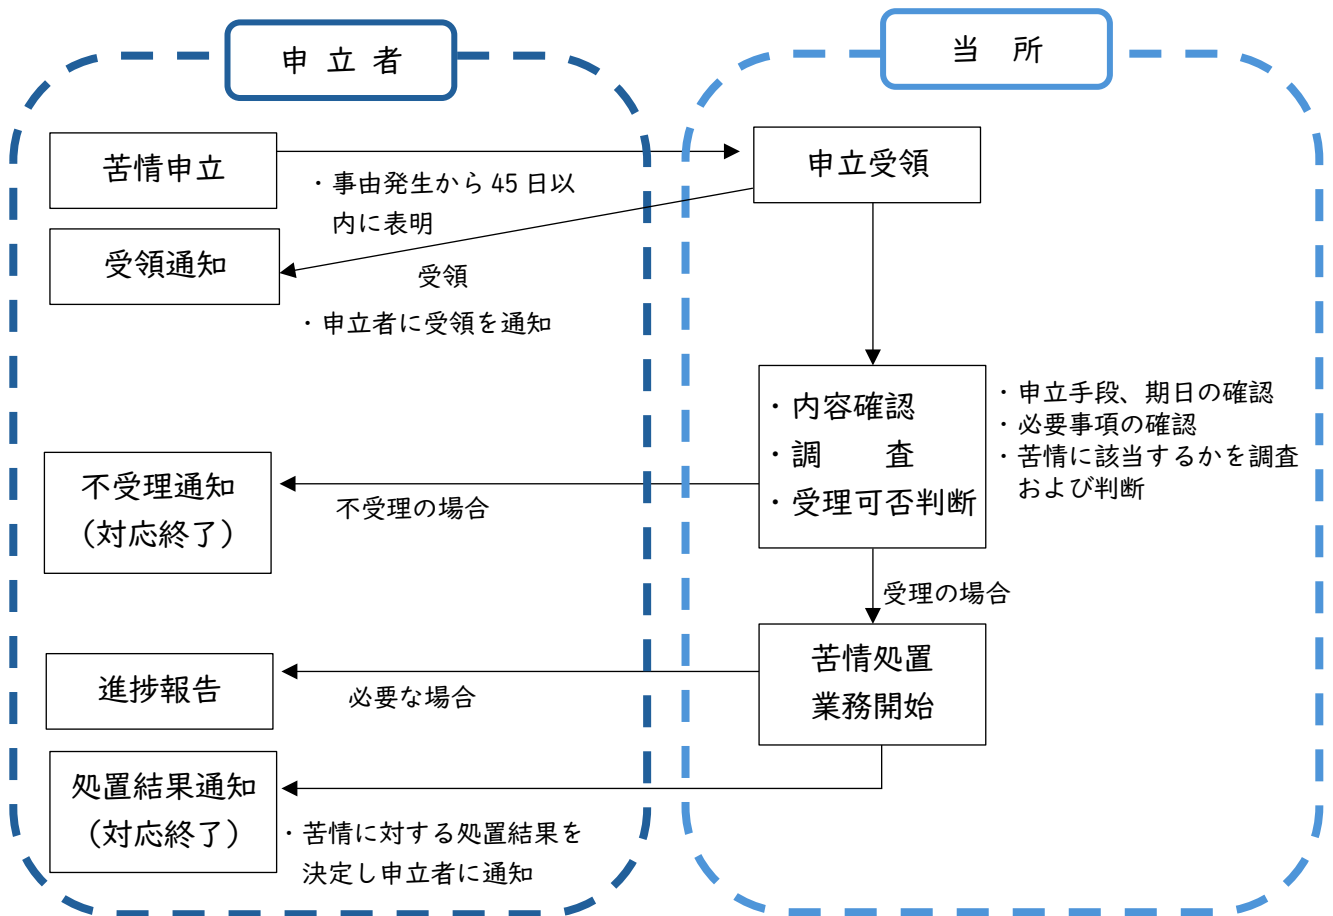 申 立 者
当 所
苦情申立
・事由発生から 45 日以
内に表明
申立受領
受領通知
受領
・申立者に受領を通知
・内容確認
・調 査
・受理可否判断
・申立手段、期日の確認
・必要事項の確認
・苦情に該当するかを調査
および判断
不受理通知
(対応終了)
不受理の場合
受理の場合
苦情処置
業務開始
進捗報告
必要な場合
処置結果通知
(対応終了)
・苦情に対する処置結果を
決定し申立者に通知